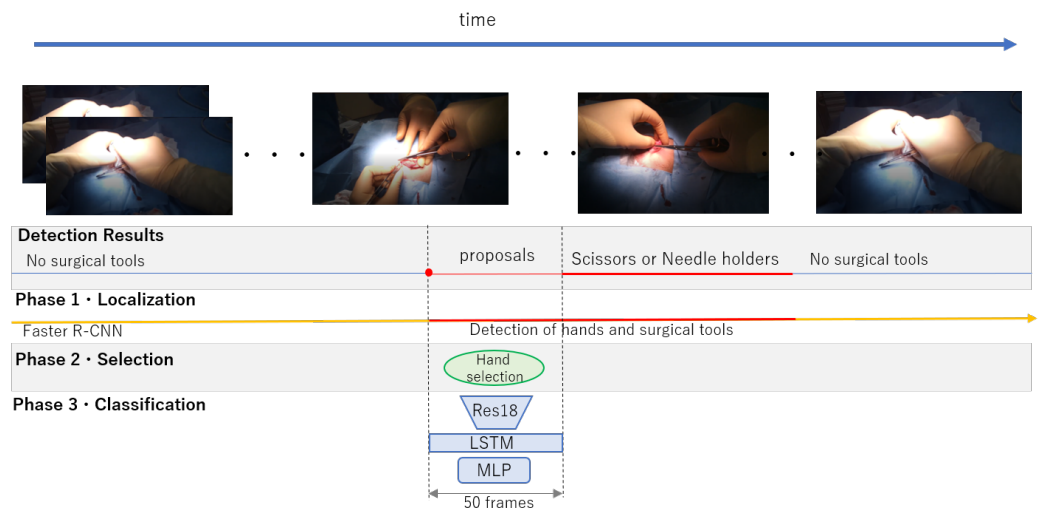 time
Detection Results
No surgical tools
proposals
Scissors or Needle holders
No surgical tools
Phase 1・Localization
Faster R-CNN
Detection of hands and surgical tools
Phase 2・Selection
Hand
selection
Phase 3・Classification
Res18
LSTM
MLP
50 frames